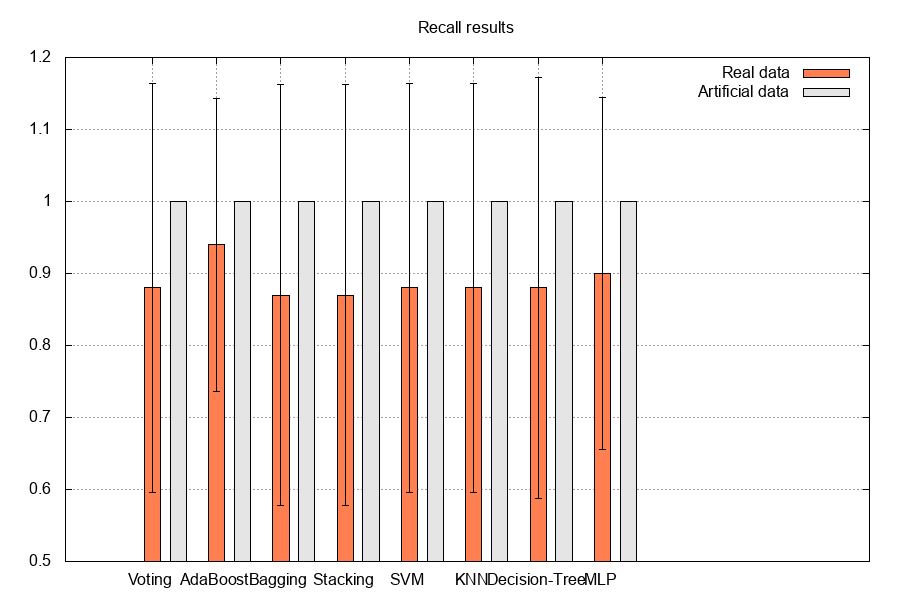 Recall results
1.2
1.1
1
0.9
0.8
0.7
0.6
0.5
Real data
Artificial data
Voting AdaBoost Bagging Stacking SVM KNN Decision-Tree MLP